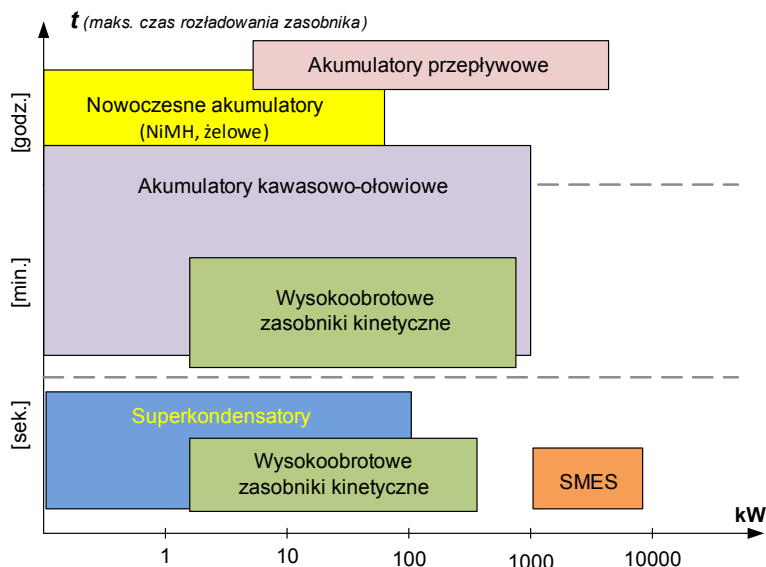 t (maks. czas rozładowania zasobnika)
Akumulatory przepływowe
Nowoczesne akumulatory
(NiMH, żelowe)
[godz.]
Akumulatory kawasowo-ołowiowe
[min.]
Wysokoobrotowe
zasobniki kinetyczne
Superkondensatory
[sek.]
Wysokoobrotowe
zasobniki kinetyczne
SMES
kW
1 10 100 1000 10000